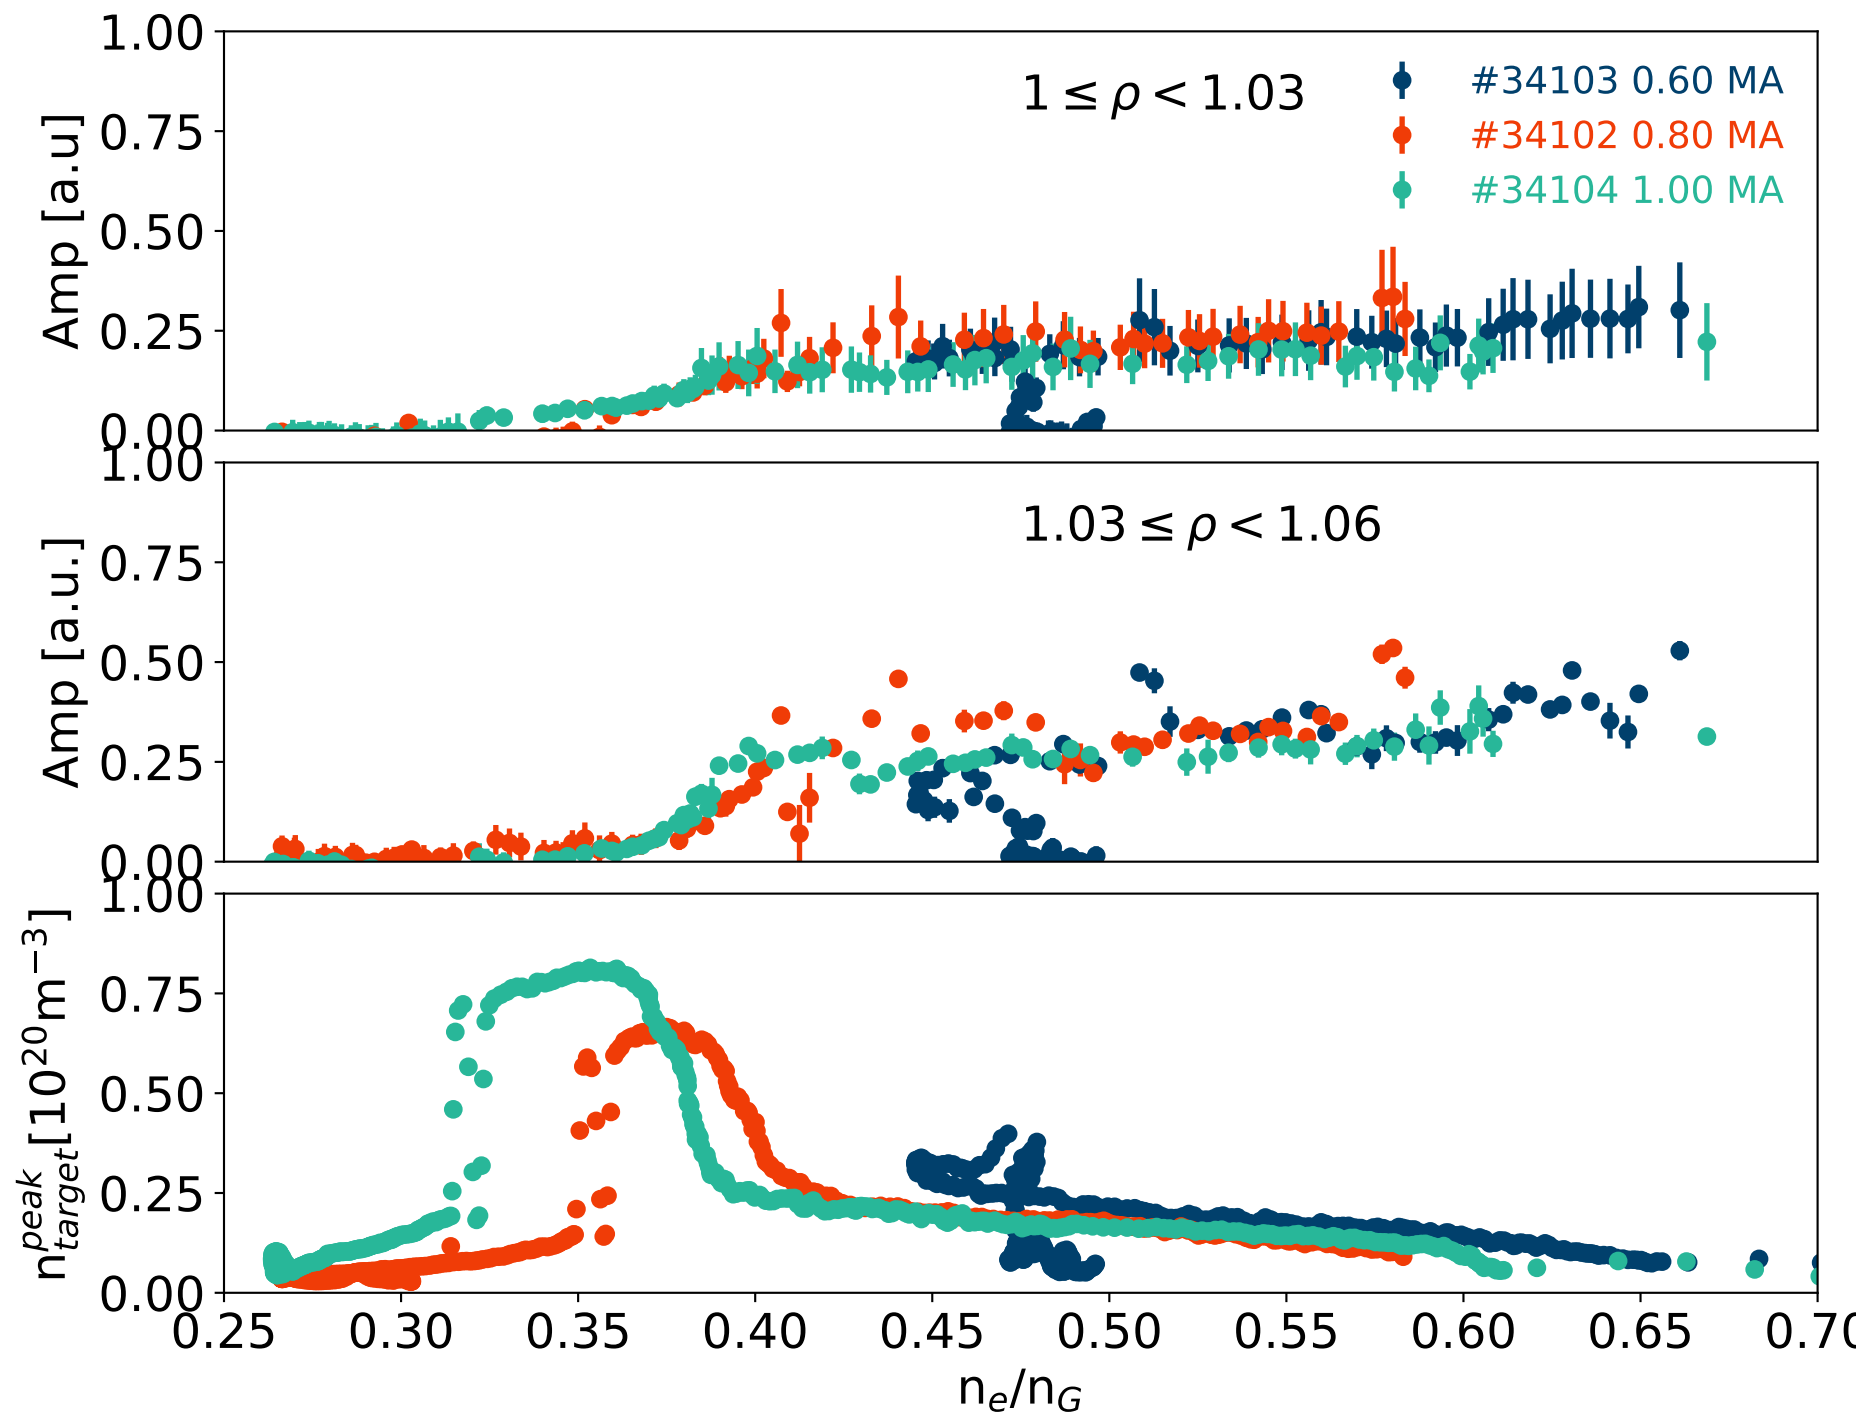 1.00
0.75
0.50
0.25
0.00
Amp [a.u]
1 ≤ ρ < 1.03
#34103 0.60 MA
#34102 0.80 MA
#34104 1.00 MA
1.00
0.75
0.50
0.25
0.00
Amp [a.u.]
1.03 ≤ ρ < 1.06
1.00
0.75
0.50
0.25
0.00
n_{target}^{peak}[10^{20}m^{-3}]
0.25 0.30 0.35 0.40 0.45 0.50 0.55 0.60 0.65 0.70
n_e/n_G